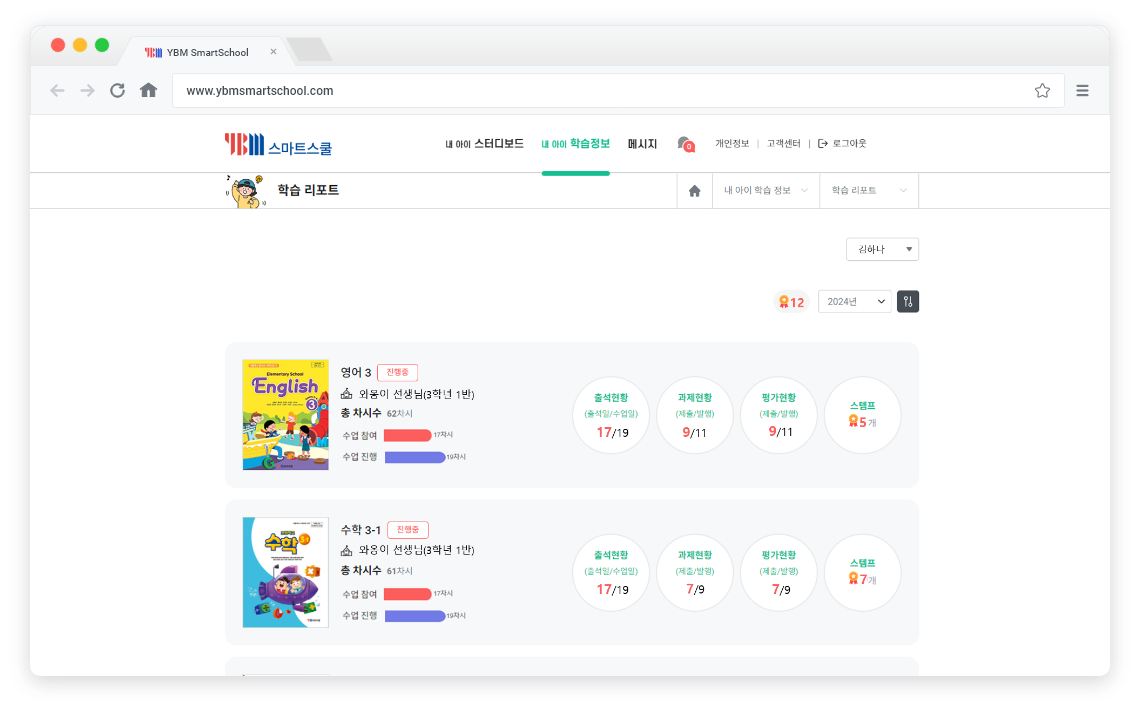 YBM SmartSchool
www.ybmsmartschool.com
YBM 스마트스쿨
내 아이 스터디보드
내 아이 학습정보
메시지
0
개인정보 | 고객센터 | 로그아웃
학습 리포트
내 아이 학습 정보
학습 리포트
김하나
12
2024년
Elementary School
English
3
영어 3 진행중
와옹이 선생님(3학년 1반)
총 차시수 62차시
수업 참여 17차시
수업 진행 19차시
출석현황
(출석일/수업일)
17/19
과제현황
(제출/발행)
9/11
평가현황
(제출/발행)
9/11
스템프
5개
수학 3-1
수학 3-1 진행중
와옹이 선생님(3학년 1반)
총 차시수 61차시
수업 참여 17차시
수업 진행 19차시
출석현황
(출석일/수업일)
17/19
과제현황
(제출/발행)
7/9
평가현황
(제출/발행)
7/9
스템프
7개